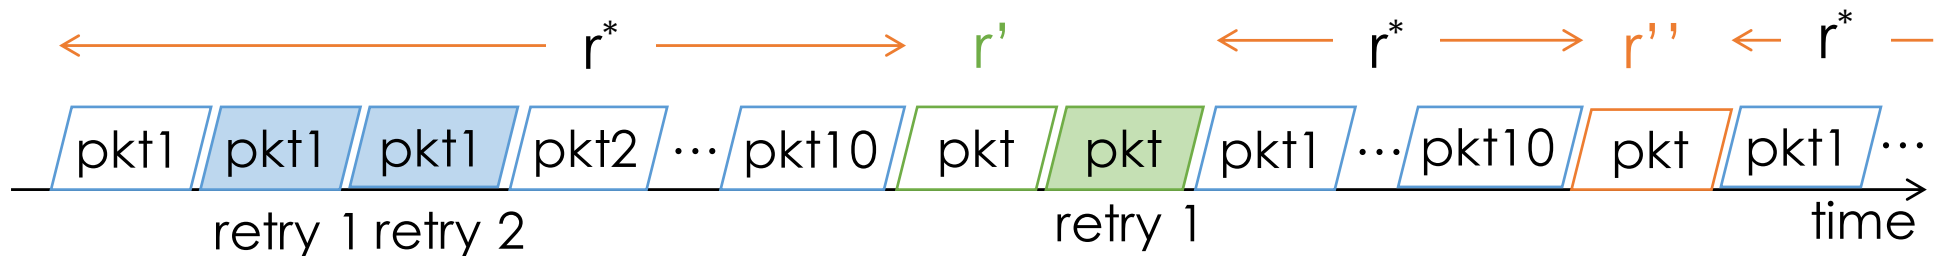 r* r' r* r'' r*
pkt1 pkt1 pkt1 pkt2 ... pkt10 pkt pkt pkt1 ... pkt10 pkt pkt1 ...
retry 1 retry 2 retry 1 time